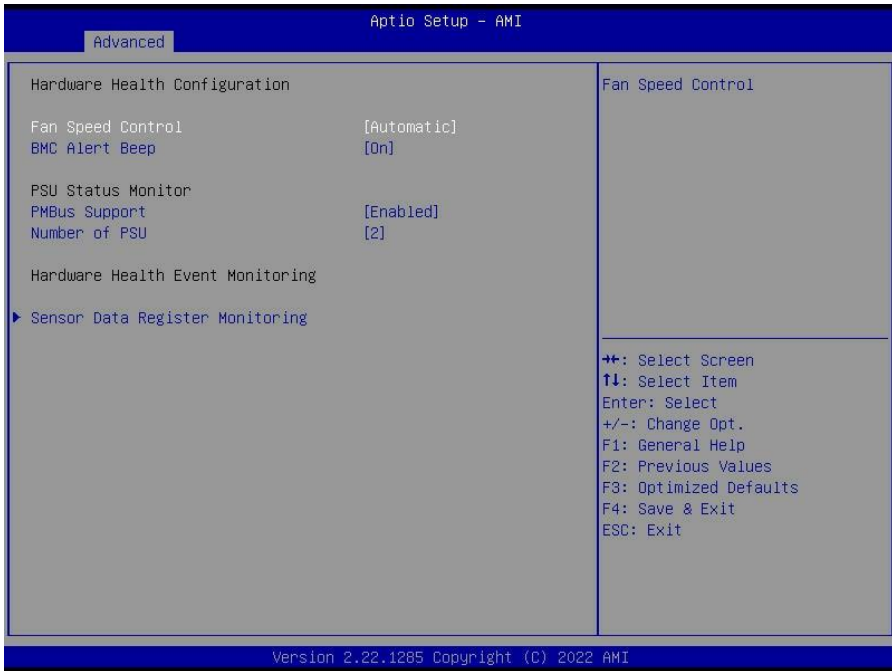 Aptio Setup – AMI
Advanced
Hardware Health Configuration
Fan Speed Control [Automatic]
BMC Alert Beep [On]
PSU Status Monitor
PMBus Support [Enabled]
Number of PSU [2]
Hardware Health Event Monitoring
▶ Sensor Data Register Monitoring
Fan Speed Control
→←: Select Screen
↑↓: Select Item
Enter: Select
+/-: Change Opt.
F1: General Help
F2: Previous Values
F3: Optimized Defaults
F4: Save & Exit
ESC: Exit
Version 2.22.1285 Copyright (C) 2022 AMI